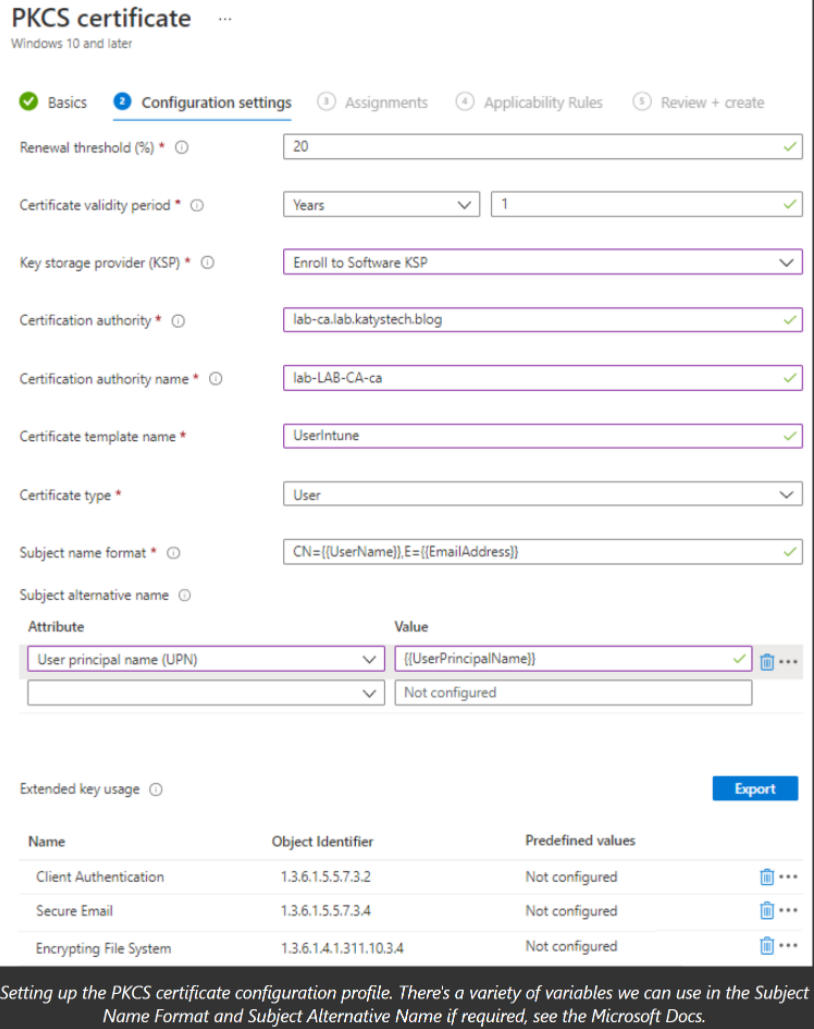 PKCS certificate ...
Windows 10 and later
Basics 2 Configuration settings 3 Assignments 4 Applicability Rules 5 Review + create
Renewal threshold (%) * 20
Certificate validity period * Years 1
Key storage provider (KSP) * Enroll to Software KSP
Certification authority * lab-ca.lab.katystech.blog
Certification authority name * lab-LAB-CA-ca
Certificate template name * UserIntune
Certificate type * User
Subject name format * CN={{UserName}},E={{EmailAddress}}
Subject alternative name
Attribute Value
User principal name (UPN) {{UserPrincipalName}}
Not configured
Extended key usage Export
Name Object Identifier Predefined values
Client Authentication 1.3.6.1.5.5.7.3.2 Not configured
Secure Email 1.3.6.1.5.5.7.3.4 Not configured
Encrypting File System 1.3.6.1.4.1.311.10.3.4 Not configured
Setting up the PKCS certificate configuration profile. There's a variety of variables we can use in the Subject
Name Format and Subject Alternative Name if required, see the Microsoft Docs.